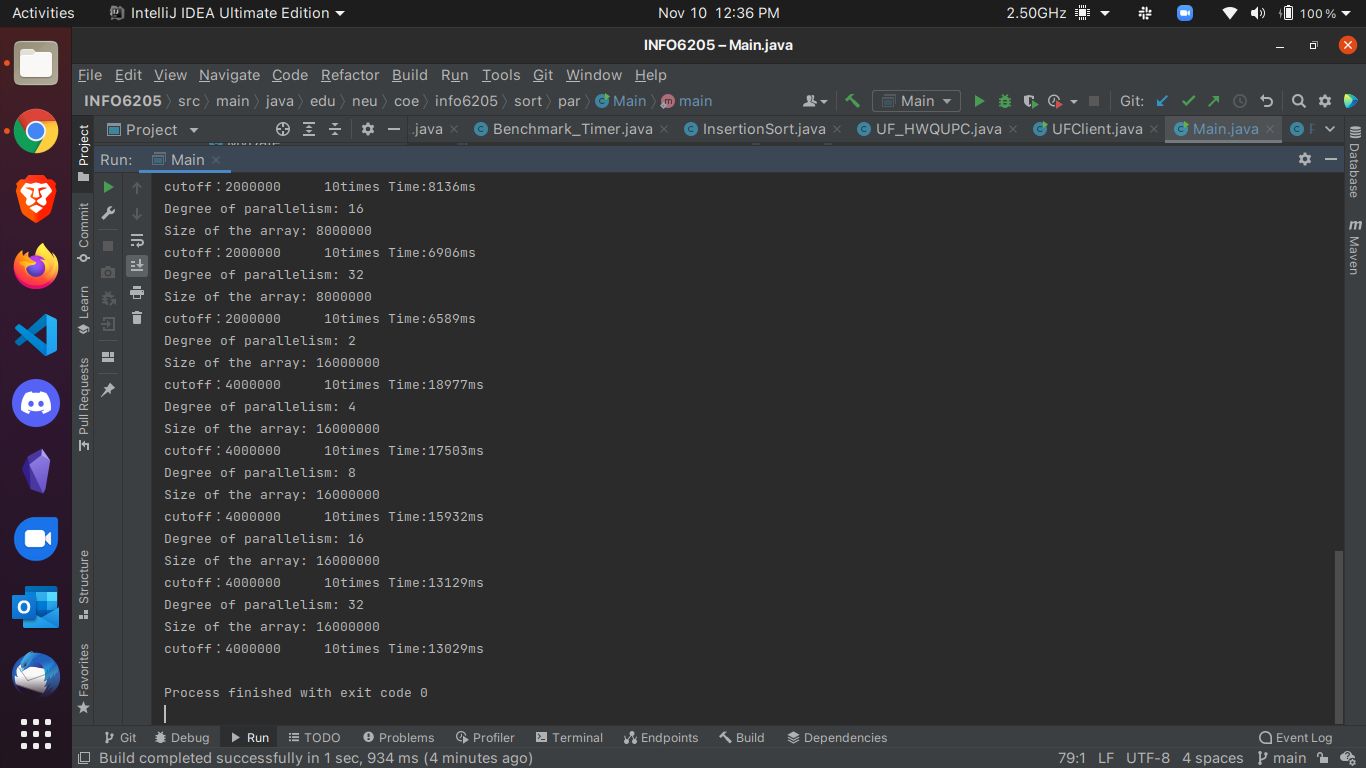 Activities IntelliJ IDEA Ultimate Edition Nov 10 12:36 PM 2.50GHz 100%
INFO6205 – Main.java
File Edit View Navigate Code Refactor Build Run Tools Git Window Help
INFO6205 src main java edu neu coe info6205 sort par Main main Main Git:
Project .java Benchmark_Timer.java InsertionSort.java UF_HWQUPC.java UFClient.java Main.java
Run: Main
cutoff：2000000 10times Time:8136ms
Degree of parallelism: 16
Size of the array: 8000000
cutoff：2000000 10times Time:6906ms
Degree of parallelism: 32
Size of the array: 8000000
cutoff：2000000 10times Time:6589ms
Degree of parallelism: 2
Size of the array: 16000000
cutoff：4000000 10times Time:18977ms
Degree of parallelism: 4
Size of the array: 16000000
cutoff：4000000 10times Time:17503ms
Degree of parallelism: 8
Size of the array: 16000000
cutoff：4000000 10times Time:15932ms
Degree of parallelism: 16
Size of the array: 16000000
cutoff：4000000 10times Time:13129ms
Degree of parallelism: 32
Size of the array: 16000000
cutoff：4000000 10times Time:13029ms
Process finished with exit code 0
Project
Commit
Learn
Pull Requests
Structure
Favorites
Database
Maven
Git Debug Run TODO Problems Profiler Terminal Endpoints Build Dependencies Event Log
Build completed successfully in 1 sec, 934 ms (4 minutes ago) 79:1 LF UTF-8 4 spaces main